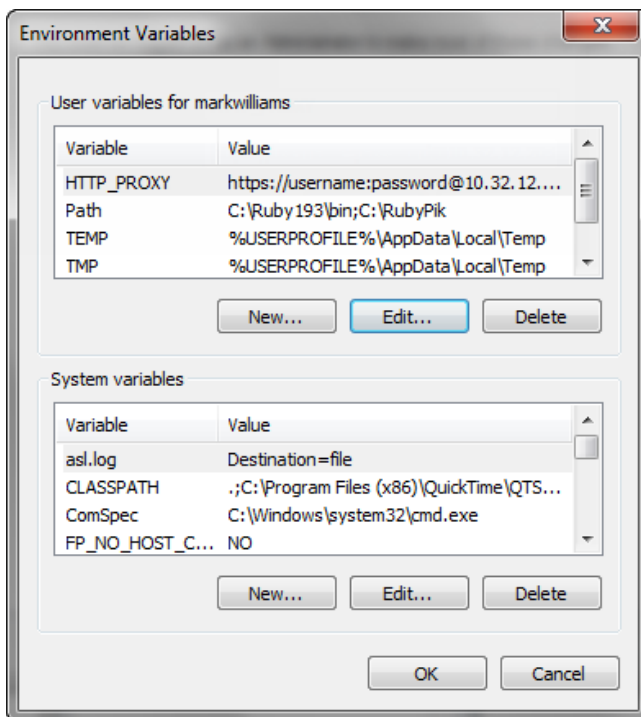 Environment Variables
User variables for markwilliams
Variable Value
HTTP_PROXY https://username:password@10.32.12....
Path C:\Ruby193\bin;C:\RubyPik
TEMP %USERPROFILE%\AppData\Local\Temp
TMP %USERPROFILE%\AppData\Local\Temp
New... Edit... Delete
System variables
Variable Value
asl.log Destination=file
CLASSPATH .;C:\Program Files (x86)\QuickTime\QTS...
ComSpec C:\Windows\system32\cmd.exe
FP_NO_HOST_C... NO
New... Edit... Delete
OK Cancel